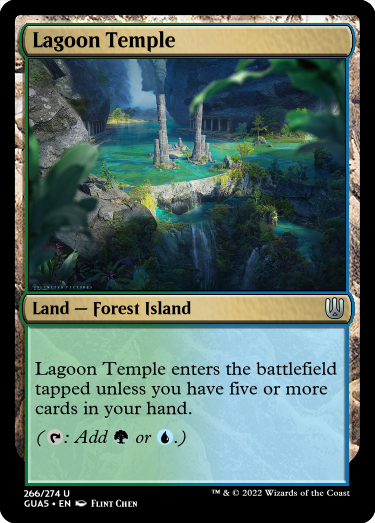 Lagoon Temple
Land — Forest Island
Lagoon Temple enters the battlefield
tapped unless you have five or more
cards in your hand.
( : Add or .)
266/274 U
GUA5 • EN Flint Chen
™ & © 2022 Wizards of the Coast